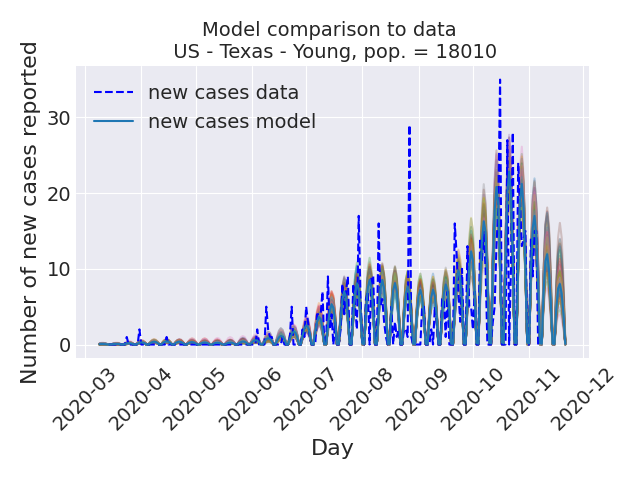 Model comparison to data
US - Texas - Young, pop. = 18010
Number of new cases reported
new cases data
new cases model
30
20
10
0
2020-03
2020-04
2020-05
2020-06
2020-07
2020-08
2020-09
2020-10
2020-11
2020-12
Day